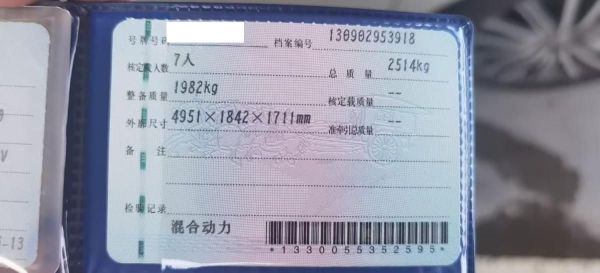 号牌号码 档案编号 130902953918
核定载人数 7人 总质量 2514kg
整备质量 1982kg 核定载质量 --
外廓尺寸 4951×1842×1711mm 准牵引总质量 --
备注
检验记录 混合动力
*1330055352595*
-13